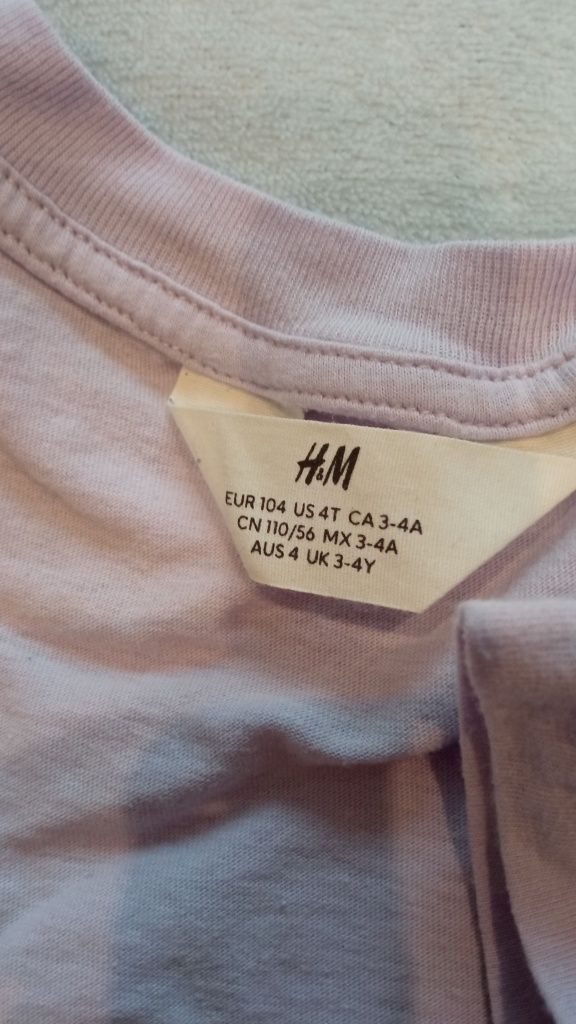 H&M
EUR 104 US 4T CA 3-4A
CN 110/56 MX 3-4A
AUS 4 UK 3-4Y